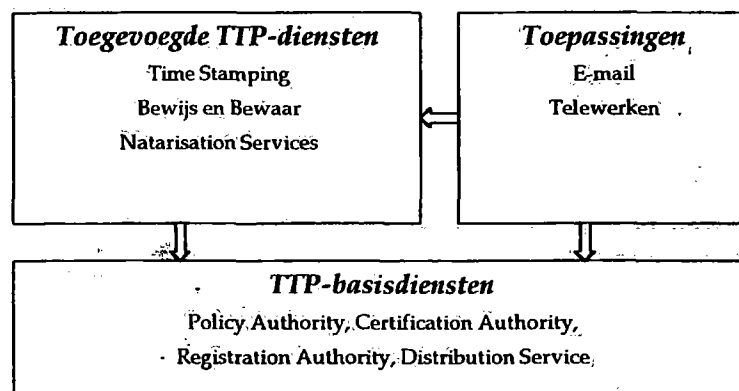 Toegevoegde TTP-diensten
Time Stamping
Bewijs en Bewaar
Natarisation Services
Toepassingen
E-mail
Telewerken
TTP-basisdiensten
Policy Authority, Certification Authority,
Registration Authority, Distribution Service